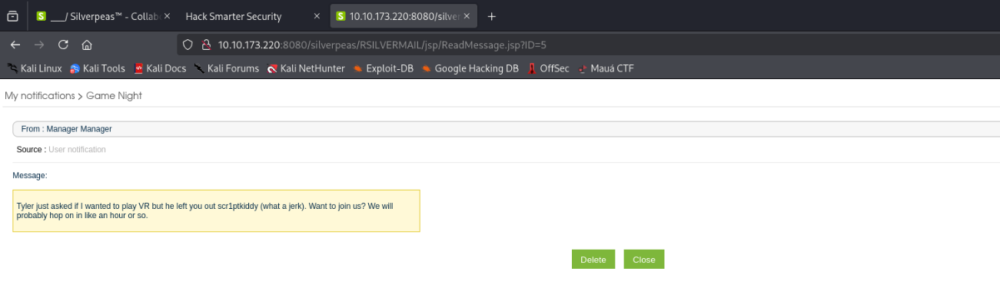 ___/ Silverpeas™ - Collabo
Hack Smarter Security
10.10.173.220:8080/silver
10.10.173.220:8080/silverpeas/RSILVERMAIL/jsp/ReadMessage.jsp?ID=5
Kali Linux Kali Tools Kali Docs Kali Forums Kali NetHunter Exploit-DB Google Hacking DB OffSec Mauá CTF
My notifications > Game Night
From : Manager Manager
Source : User notification
Message:
Tyler just asked if I wanted to play VR but he left you out scr1ptkiddy (what a jerk). Want to join us? We will
probably hop on in like an hour or so.
Delete Close